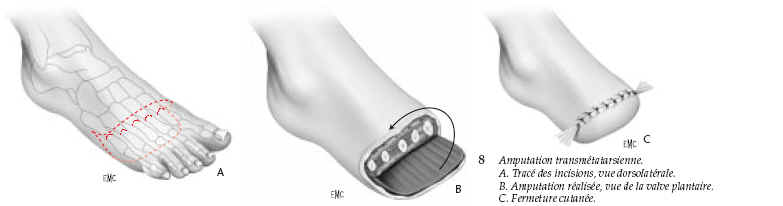 EMC
A
EMC
B
EMC
C
8 Amputation transmétatarsienne.
A. Tracé des incisions, vue dorsolatérale.
B. Amputation réalisée, vue de la valve plantaire.
C. Fermeture cutanée.